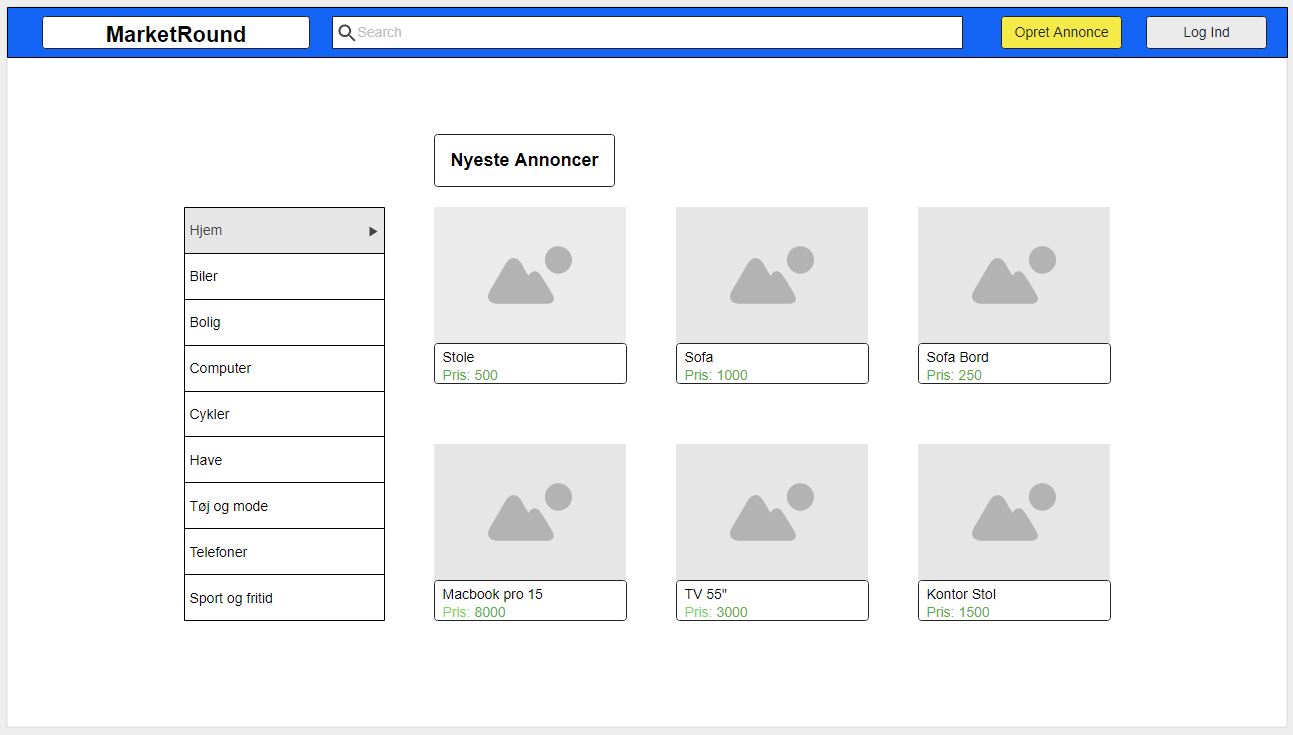 MarketRound
Search
Opret Annonce
Log Ind
Nyeste Annoncer
Hjem
Biler
Bolig
Computer
Cykler
Have
Tøj og mode
Telefoner
Sport og fritid
Stole
Pris: 500
Sofa
Pris: 1000
Sofa Bord
Pris: 250
Macbook pro 15
Pris: 8000
TV 55"
Pris: 3000
Kontor Stol
Pris: 1500